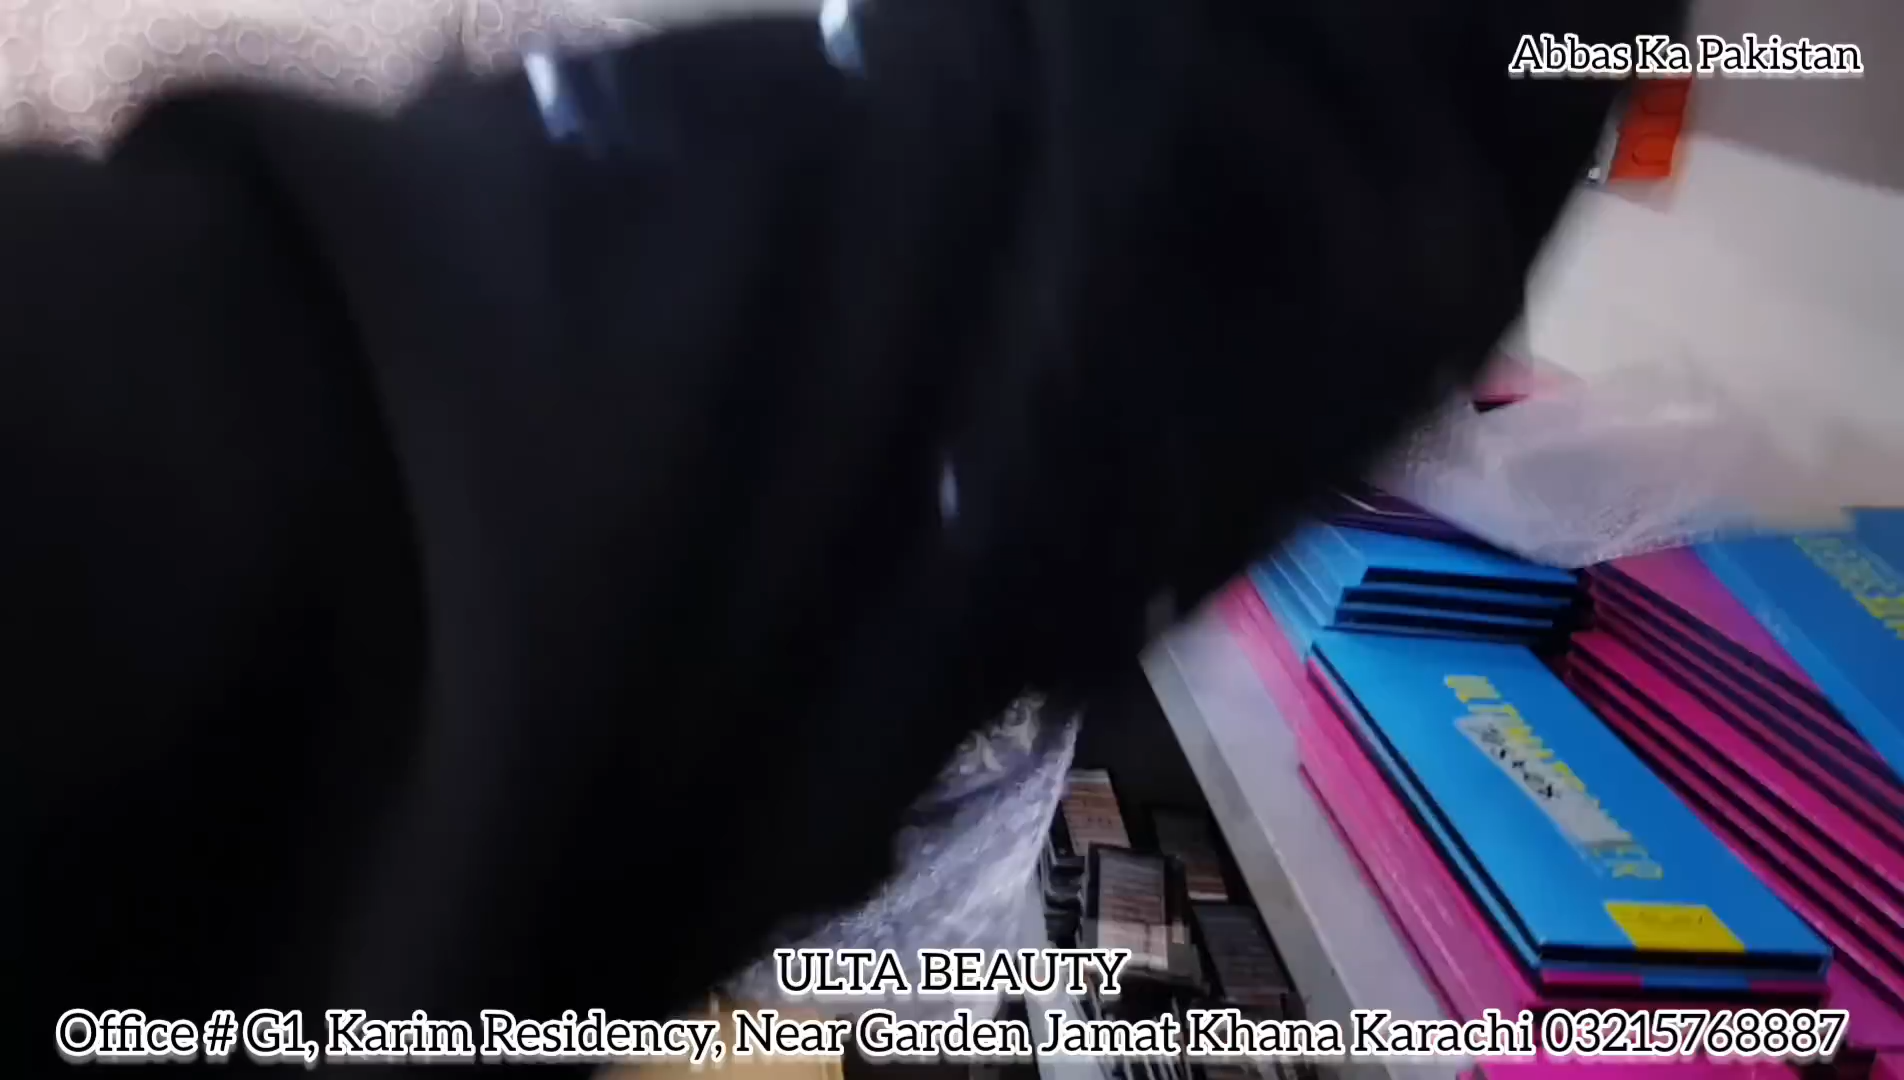 Abbas Ka Pakistan
ULTA BEAUTY
Office # G1, Karim Residency, Near Garden Jamat Khana Karachi 03215768887